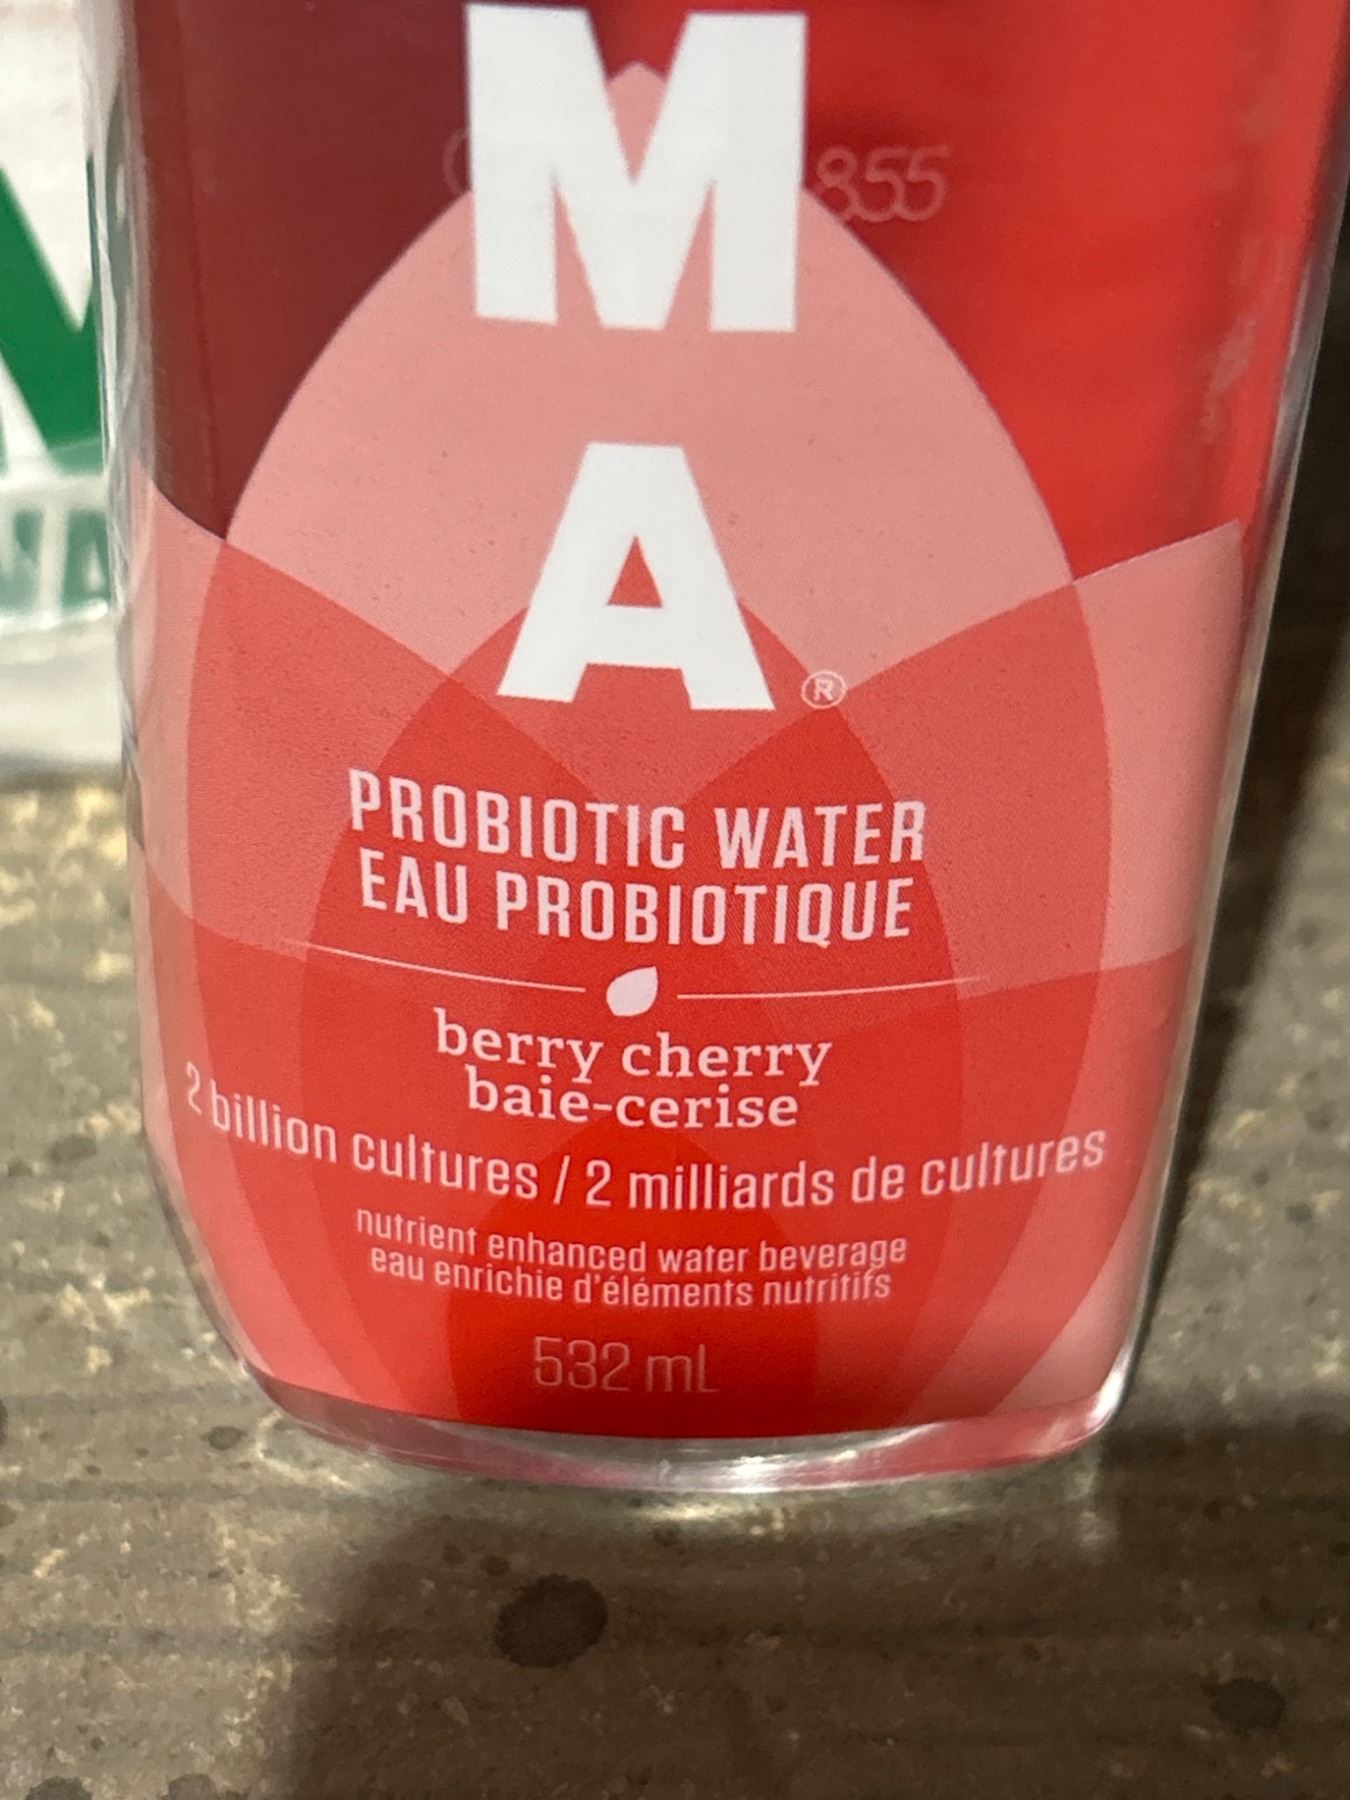 M
855
A
®
PROBIOTIC WATER
EAU PROBIOTIQUE
berry cherry
baie-cerise
2 billion cultures / 2 milliards de cultures
nutrient enhanced water beverage
eau enrichie d'éléments nutritifs
532 mL